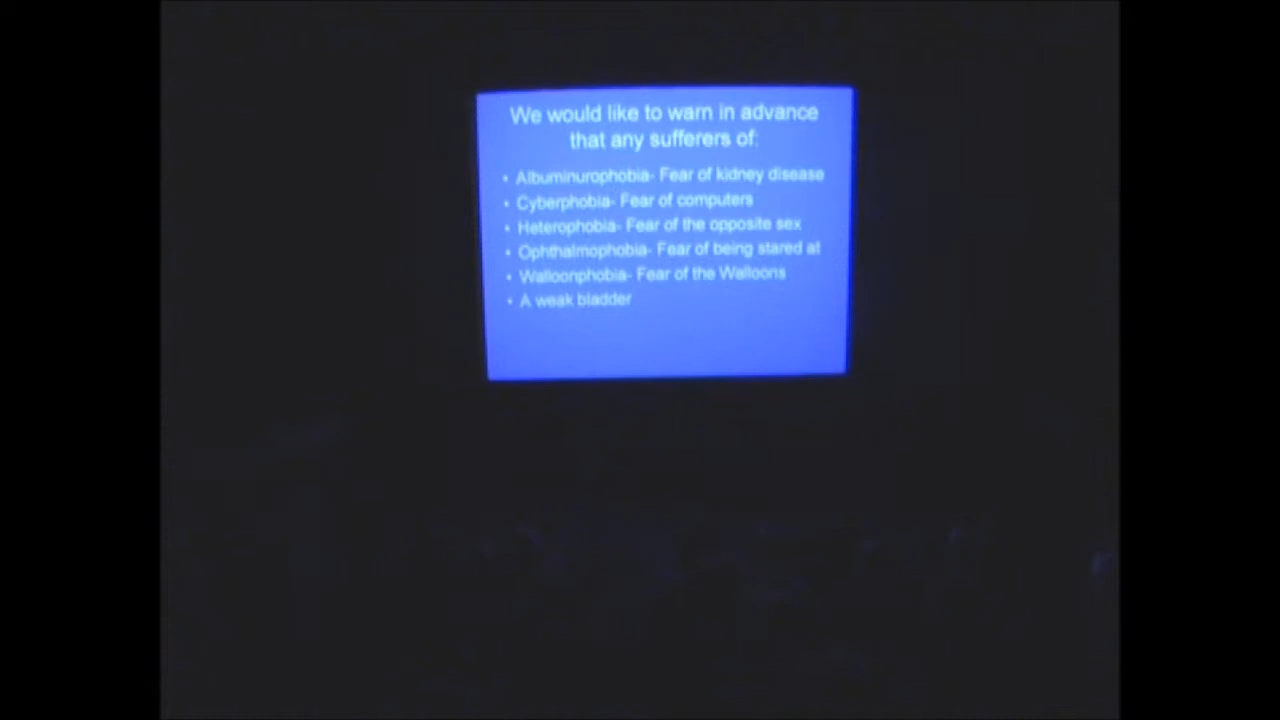 We would like to warn in advance
that any sufferers of:
• Albuminurophobia- Fear of kidney disease
• Cyberphobia- Fear of computers
• Heterophobia- Fear of the opposite sex
• Ophthalmophobia- Fear of being stared at
• Walloonphobia- Fear of the Walloons
• A weak bladder